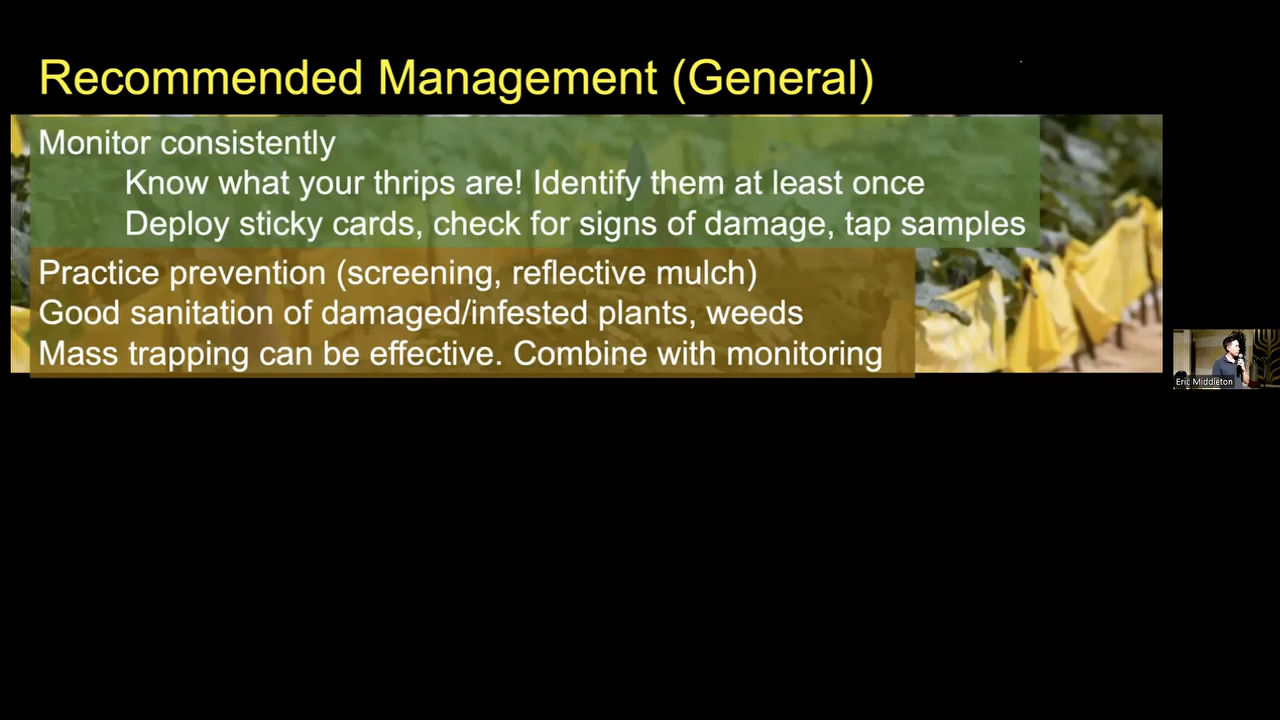 Recommended Management (General)
Monitor consistently
Know what your thrips are! Identify them at least once
Deploy sticky cards, check for signs of damage, tap samples
Practice prevention (screening, reflective mulch)
Good sanitation of damaged/infested plants, weeds
Mass trapping can be effective. Combine with monitoring
Eric Middleton